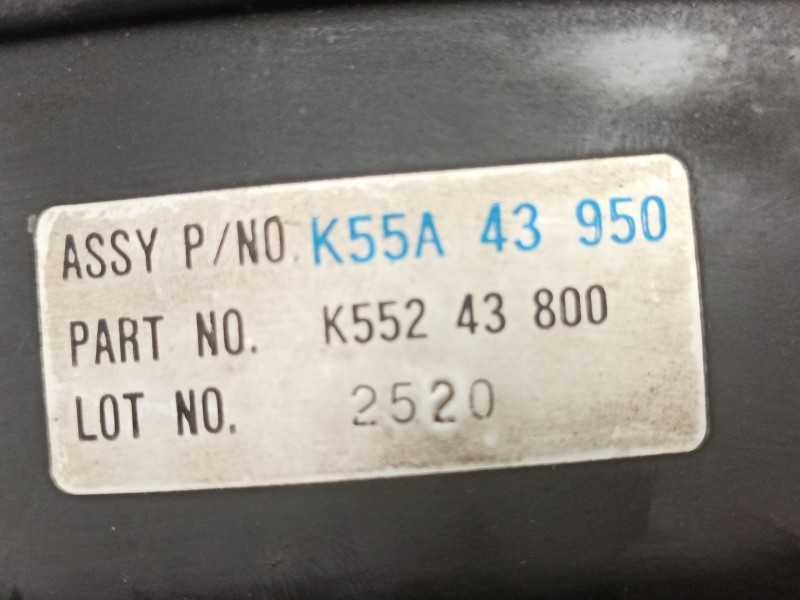 ASSY P/NO. K55A 43 950
PART NO. K552 43 800
LOT NO. 2520